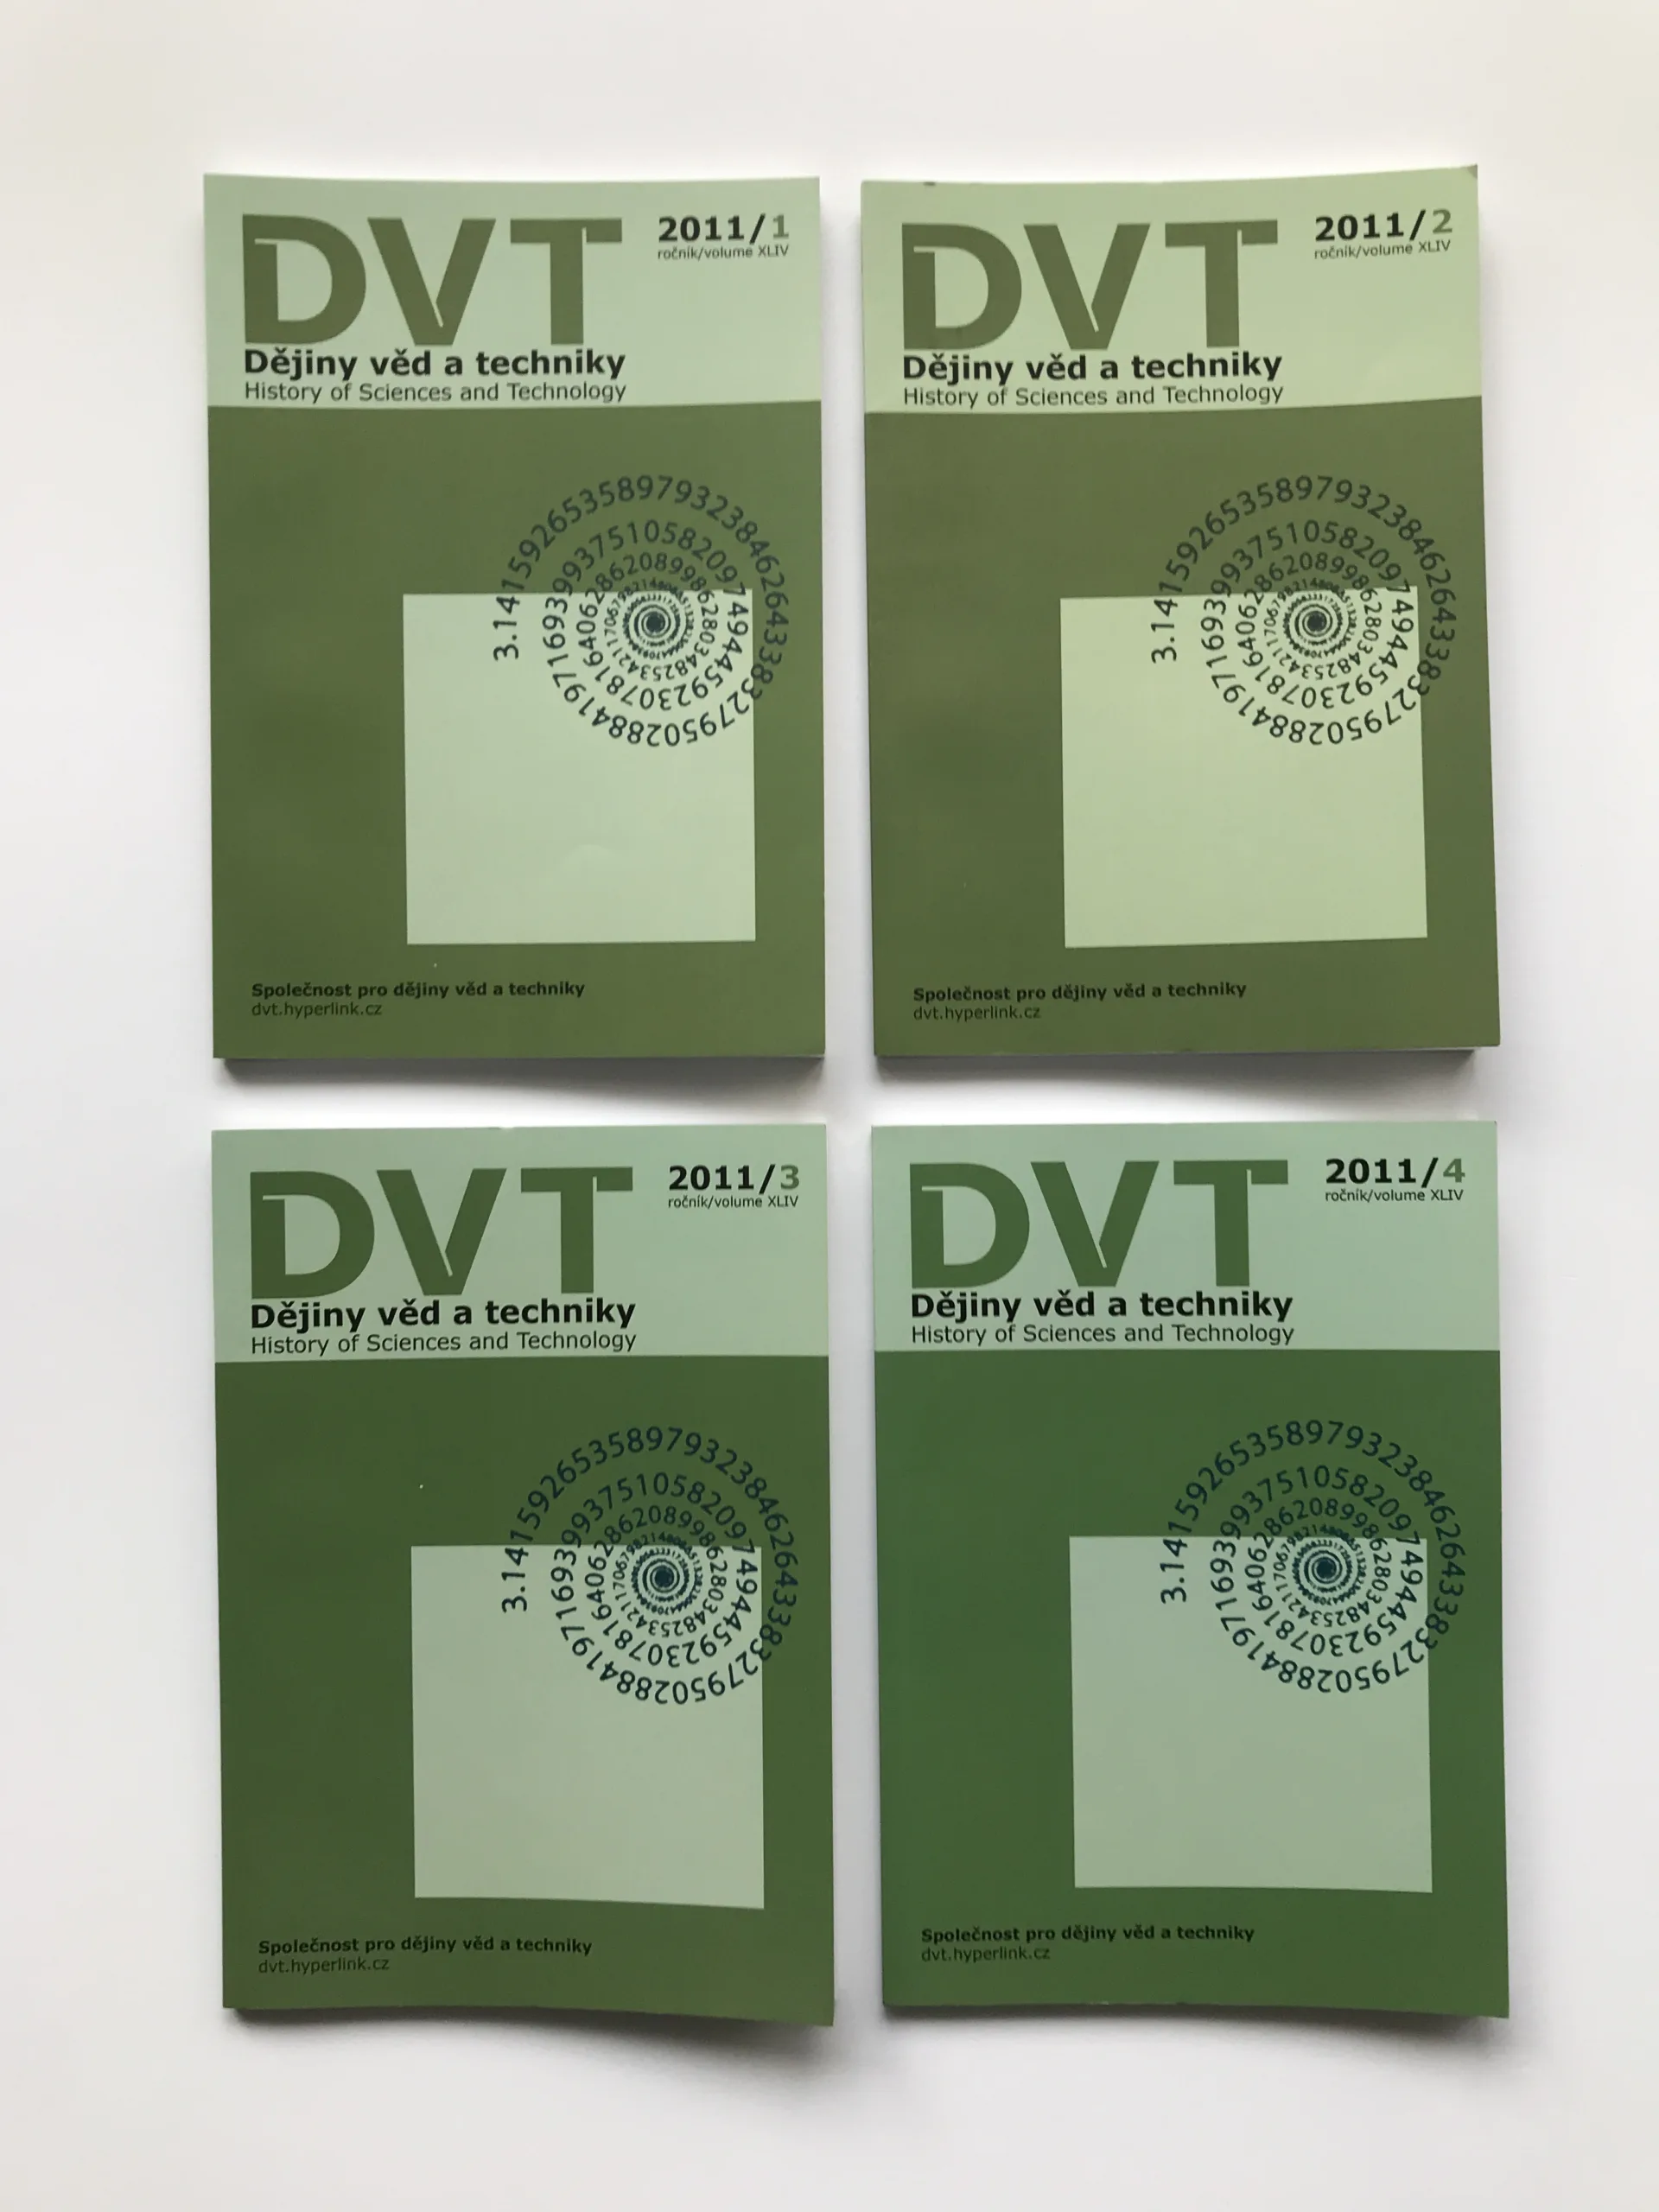 DVT
2011/1
ročník/volume XLIV
Dějiny věd a techniky
History of Sciences and Technology
3.14159265358979323846264338327950288419716939937510582097494459230781640628620899862803482534211706798214808651
Společnost pro dějiny věd a techniky
dvt.hyperlink.cz
DVT
2011/2
ročník/volume XLIV
Dějiny věd a techniky
History of Sciences and Technology
3.14159265358979323846264338327950288419716939937510582097494459230781640628620899862803482534211706798214808651
Společnost pro dějiny věd a techniky
dvt.hyperlink.cz
DVT
2011/3
ročník/volume XLIV
Dějiny věd a techniky
History of Sciences and Technology
3.14159265358979323846264338327950288419716939937510582097494459230781640628620899862803482534211706798214808651
Společnost pro dějiny věd a techniky
dvt.hyperlink.cz
DVT
2011/4
ročník/volume XLIV
Dějiny věd a techniky
History of Sciences and Technology
3.14159265358979323846264338327950288419716939937510582097494459230781640628620899862803482534211706798214808651
Společnost pro dějiny věd a techniky
dvt.hyperlink.cz